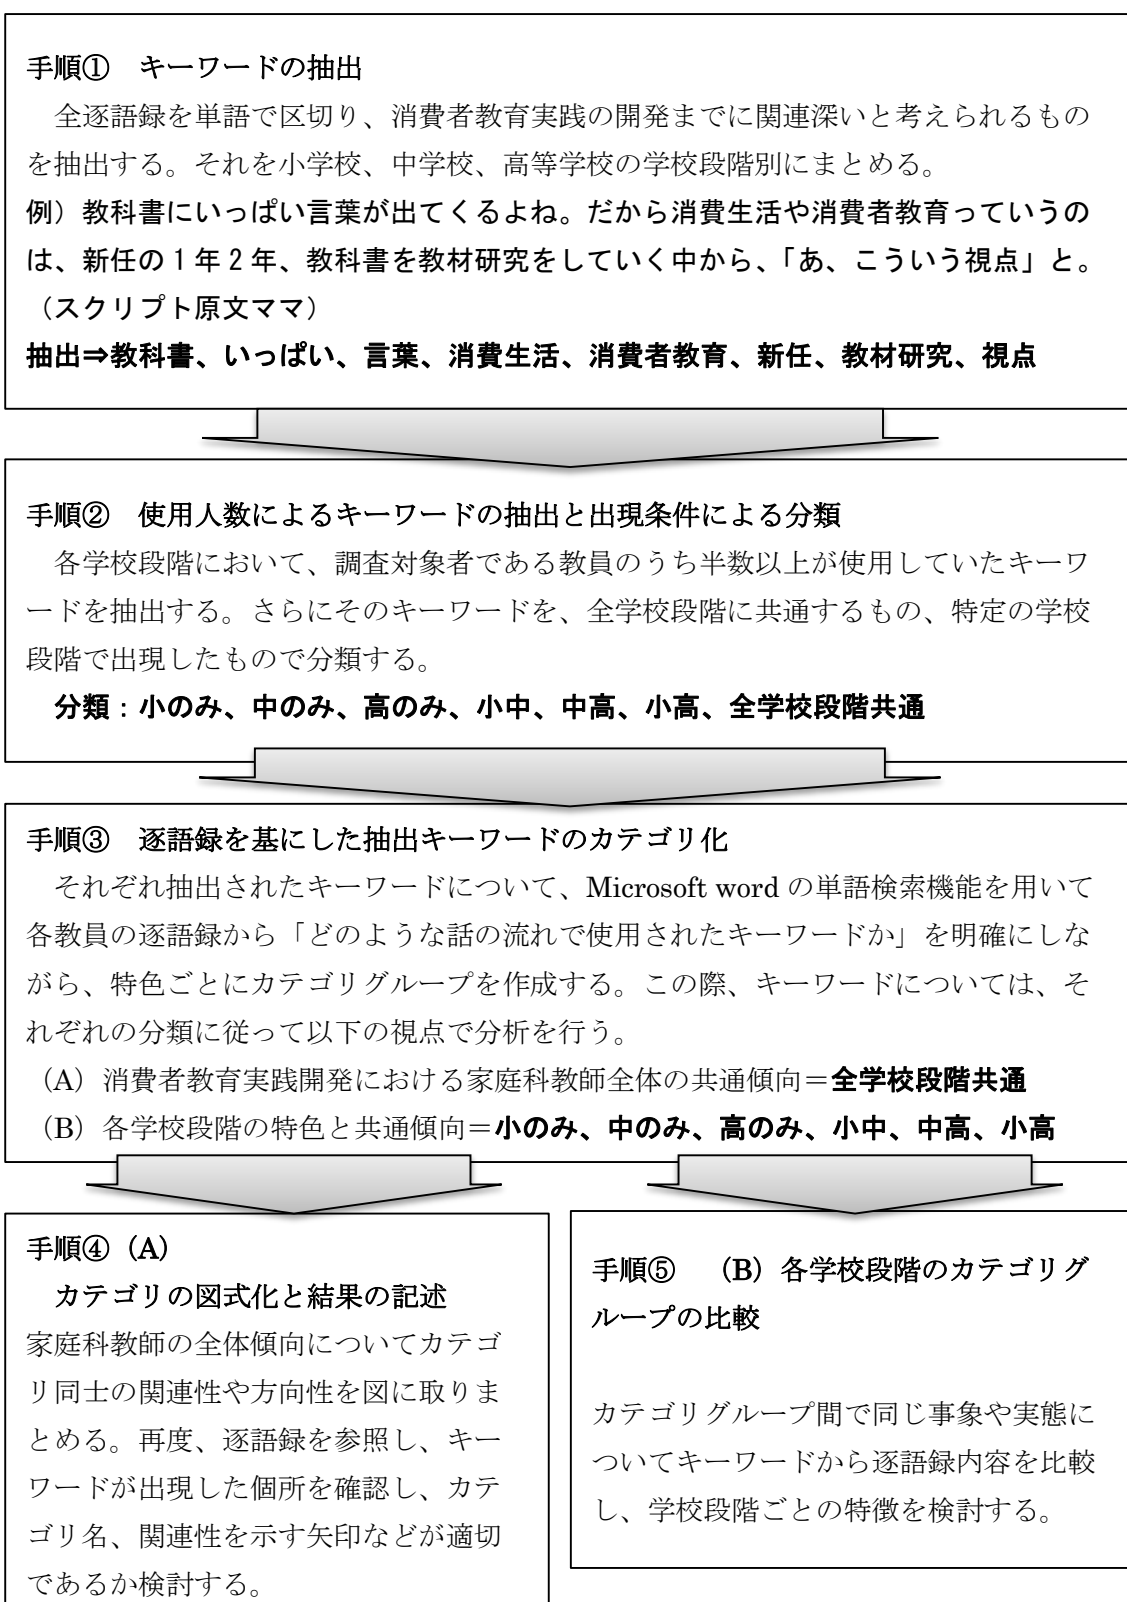 手順①　キーワードの抽出
全逐語録を単語で区切り、消費者教育実践の開発までに関連深いと考えられるもの
を抽出する。それを小学校、中学校、高等学校の学校段階別にまとめる。
例）教科書にいっぱい言葉が出てくるよね。だから消費生活や消費者教育っていうの
は、新任の 1 年 2 年、教科書を教材研究をしていく中から、「あ、こういう視点」と。
（スクリプト原文ママ）
抽出⇒教科書、いっぱい、言葉、消費生活、消費者教育、新任、教材研究、視点
手順②　使用人数によるキーワードの抽出と出現条件による分類
各学校段階において、調査対象者である教員のうち半数以上が使用していたキーワ
ードを抽出する。さらにそのキーワードを、全学校段階に共通するもの、特定の学校
段階で出現したもので分類する。
分類：小のみ、中のみ、高のみ、小中、中高、小高、全学校段階共通
手順③　逐語録を基にした抽出キーワードのカテゴリ化
それぞれ抽出されたキーワードについて、Microsoft word の単語検索機能を用いて
各教員の逐語録から「どのような話の流れで使用されたキーワードか」を明確にしな
がら、特色ごとにカテゴリグループを作成する。この際、キーワードについては、そ
れぞれの分類に従って以下の視点で分析を行う。
（A）消費者教育実践開発における家庭科教師全体の共通傾向＝全学校段階共通
（B）各学校段階の特色と共通傾向＝小のみ、中のみ、高のみ、小中、中高、小高
手順④（A）
カテゴリの図式化と結果の記述
家庭科教師の全体傾向についてカテゴ
リ同士の関連性や方向性を図に取りま
とめる。再度、逐語録を参照し、キー
ワードが出現した個所を確認し、カテ
ゴリ名、関連性を示す矢印などが適切
であるか検討する。
手順⑤　（B）各学校段階のカテゴリグ
ループの比較
カテゴリグループ間で同じ事象や実態に
ついてキーワードから逐語録内容を比較
し、学校段階ごとの特徴を検討する。